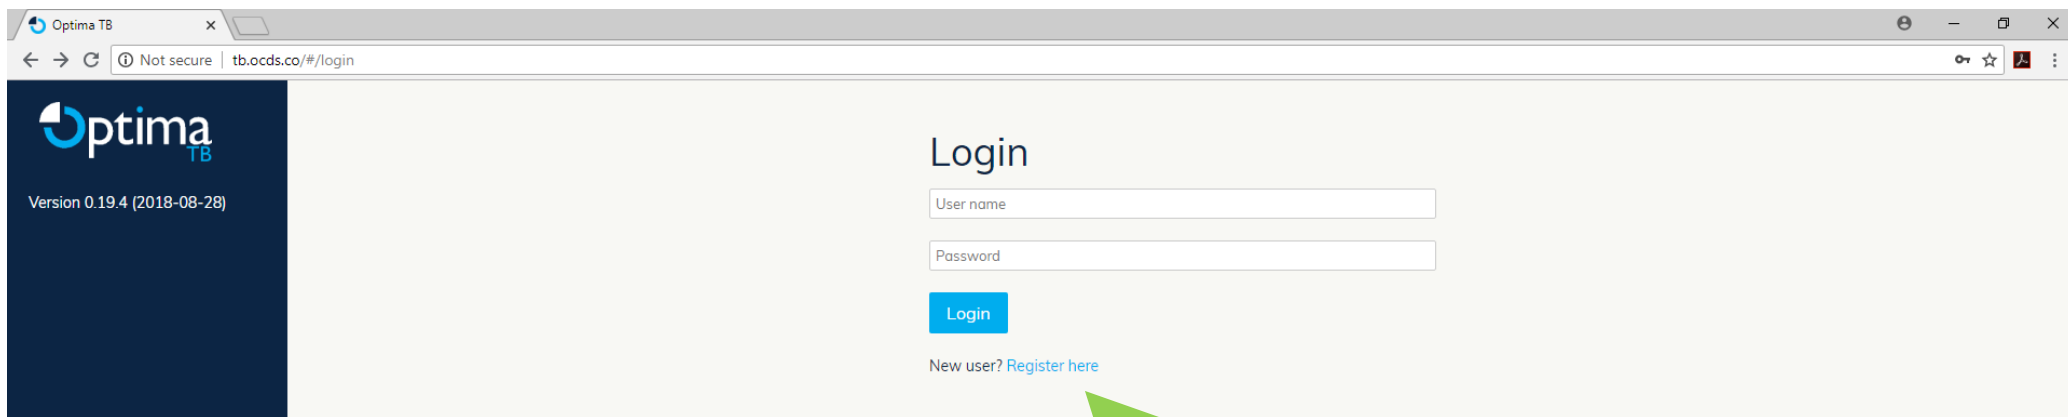 Optima TB
Not secure | tb.ocds.co/#/login
Optima
TB
Version 0.19.4 (2018-08-28)
Login
User name
Password
Login
New user? Register here